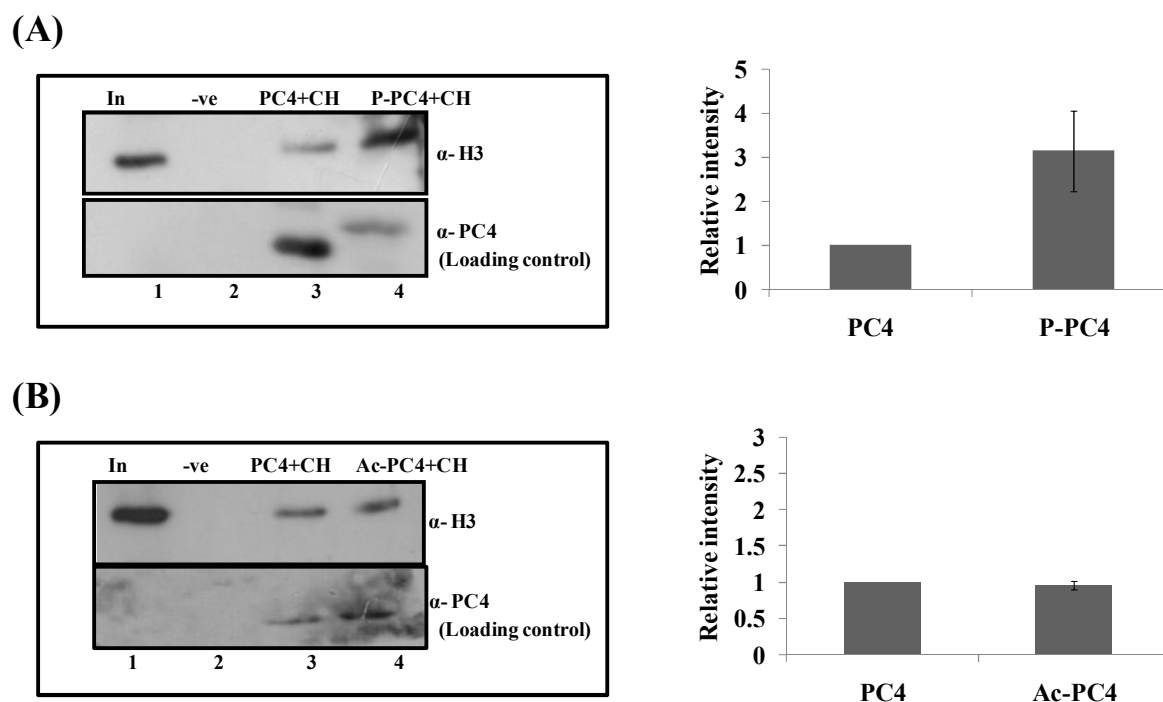 (A)
In -ve PC4+CH P-PC4+CH
α- H3
α- PC4
(Loading control)
1 2 3 4
Relative intensity
5
4
3
2
1
0
PC4 P-PC4
(B)
In -ve PC4+CH Ac-PC4+CH
α- H3
α- PC4
(Loading control)
1 2 3 4
Relative intensity
3
2.5
2
1.5
1
0.5
0
PC4 Ac-PC4